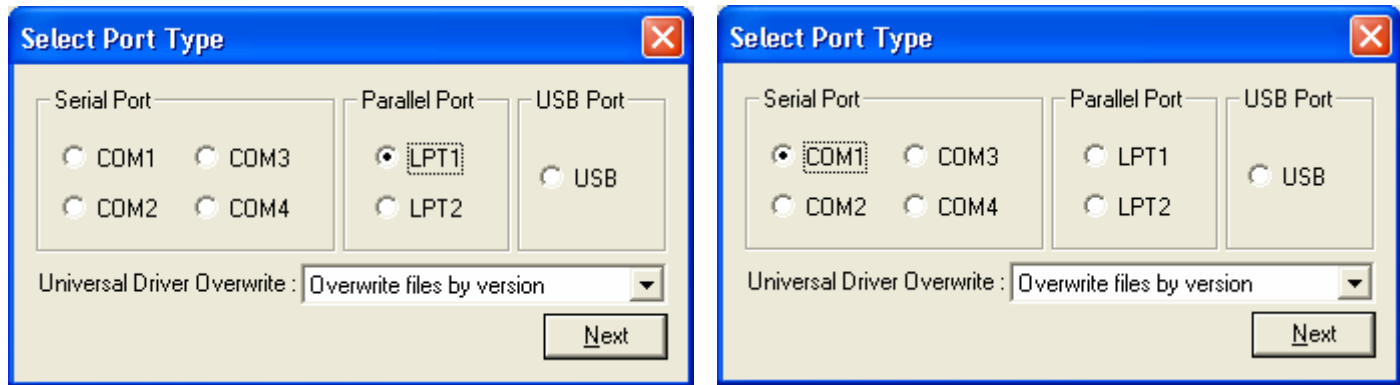 Select Port Type
Serial Port Parallel Port USB Port
COM1 COM3 LPT1
USB
COM2 COM4 LPT2
Universal Driver Overwrite : Overwrite files by version
Next
Select Port Type
Serial Port Parallel Port USB Port
COM1 COM3 LPT1
USB
COM2 COM4 LPT2
Universal Driver Overwrite : Overwrite files by version
Next